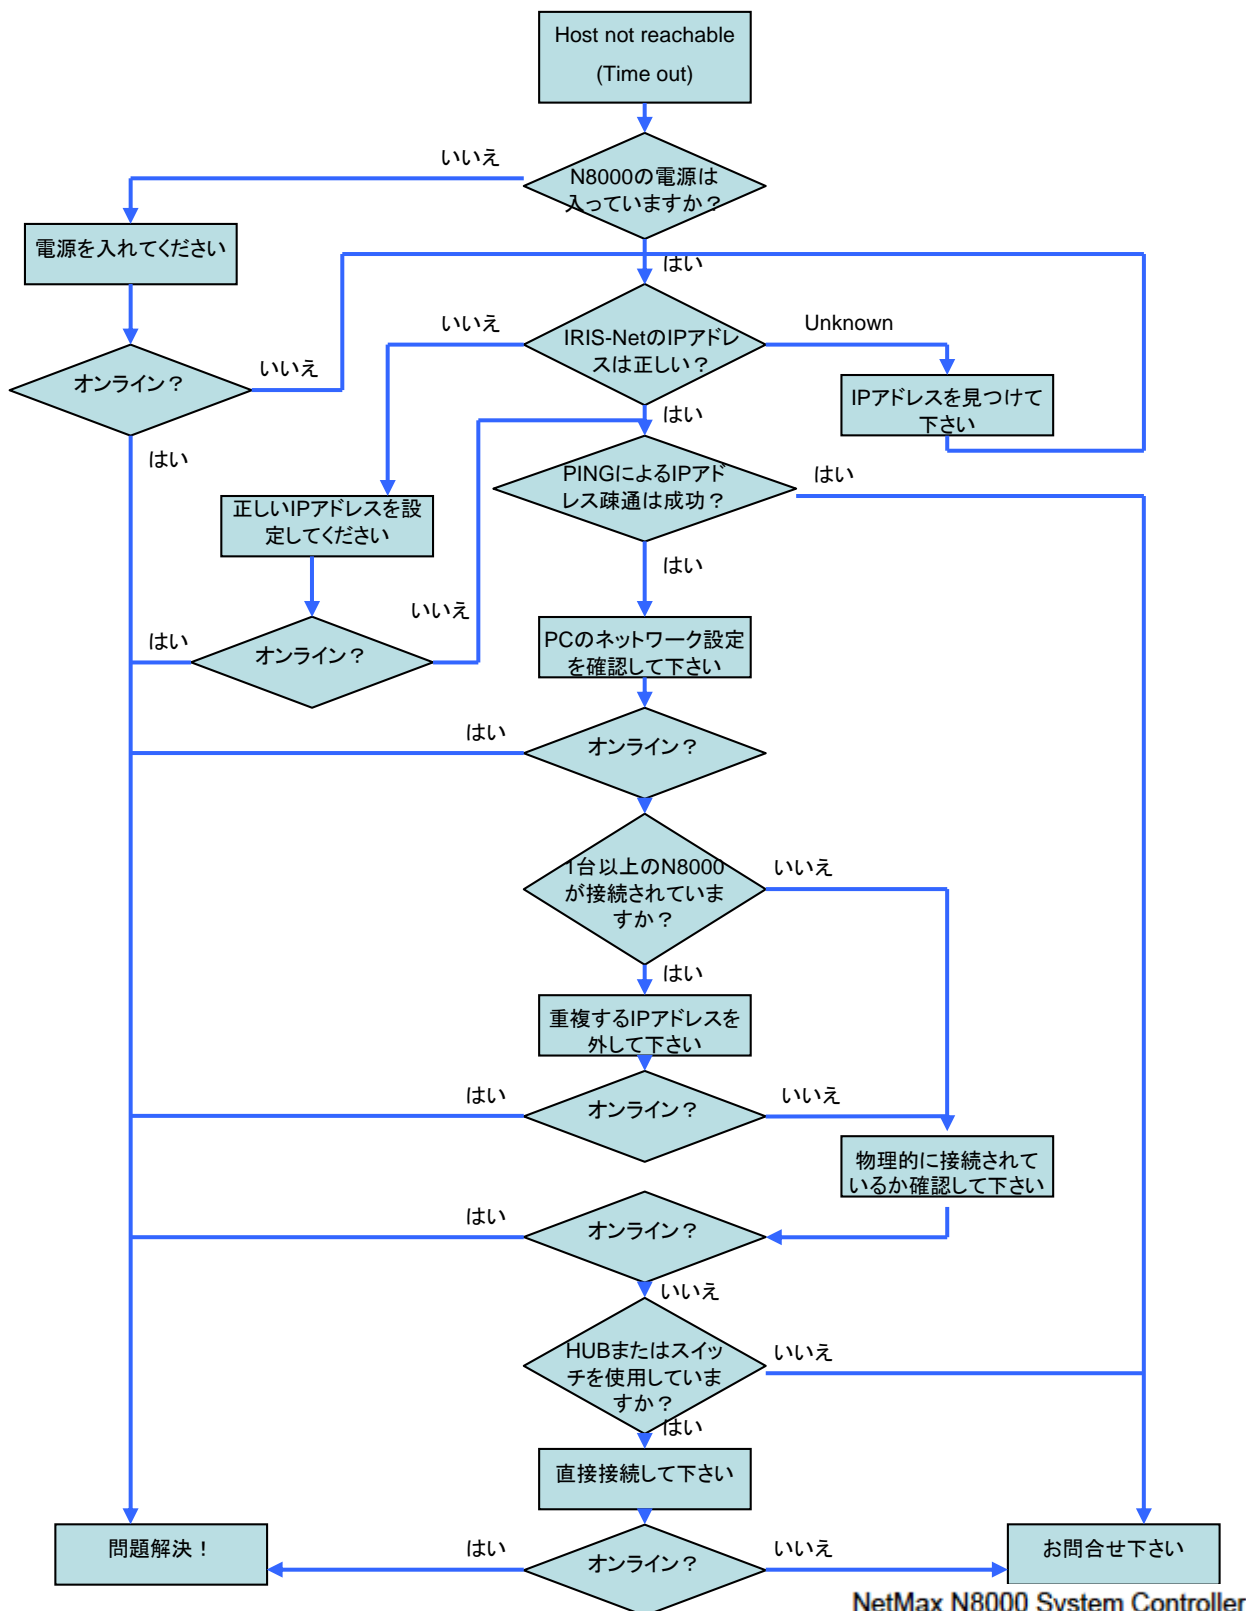 Host not reachable
(Time out)
いいえ
N8000の電源は
入っていますか？
電源を入れてください
はい
いいえ
IRIS-NetのIPアドレ
スは正しい？
Unknown
オンライン？
いいえ
IPアドレスを見つけて
下さい
はい
はい
PINGによるIPアド
レス疎通は成功？
はい
正しいIPアドレスを設
定してください
はい
いいえ
はい
オンライン？
PCのネットワーク設定
を確認して下さい
はい
オンライン？
1台以上のN8000
が接続されていま
すか？
いいえ
はい
重複するIPアドレスを
外して下さい
はい
オンライン？
いいえ
物理的に接続されて
いるか確認して下さい
はい
オンライン？
いいえ
HUBまたはスイッ
チを使用していま
すか？
いいえ
はい
直接接続して下さい
問題解決！
はい
オンライン？
いいえ
お問合せ下さい
NetMax N8000 System Controller